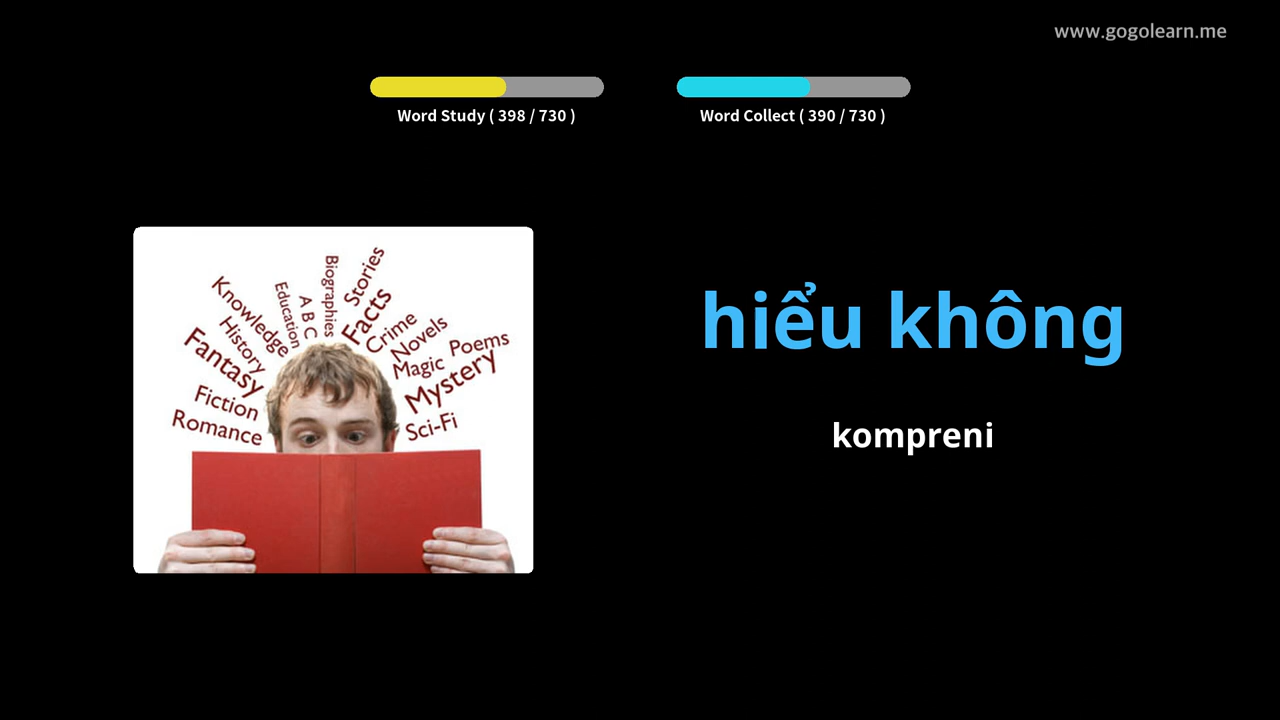 www.gogolearn.me
Word Study ( 398 / 730 )
Word Collect ( 390 / 730 )
Knowledge
History
Fantasy
Fiction
Romance
Education
A B C
Biographies
Stories
Facts
Crime
Novels
Magic
Poems
Mystery
Sci-Fi
hiểu không
kompreni